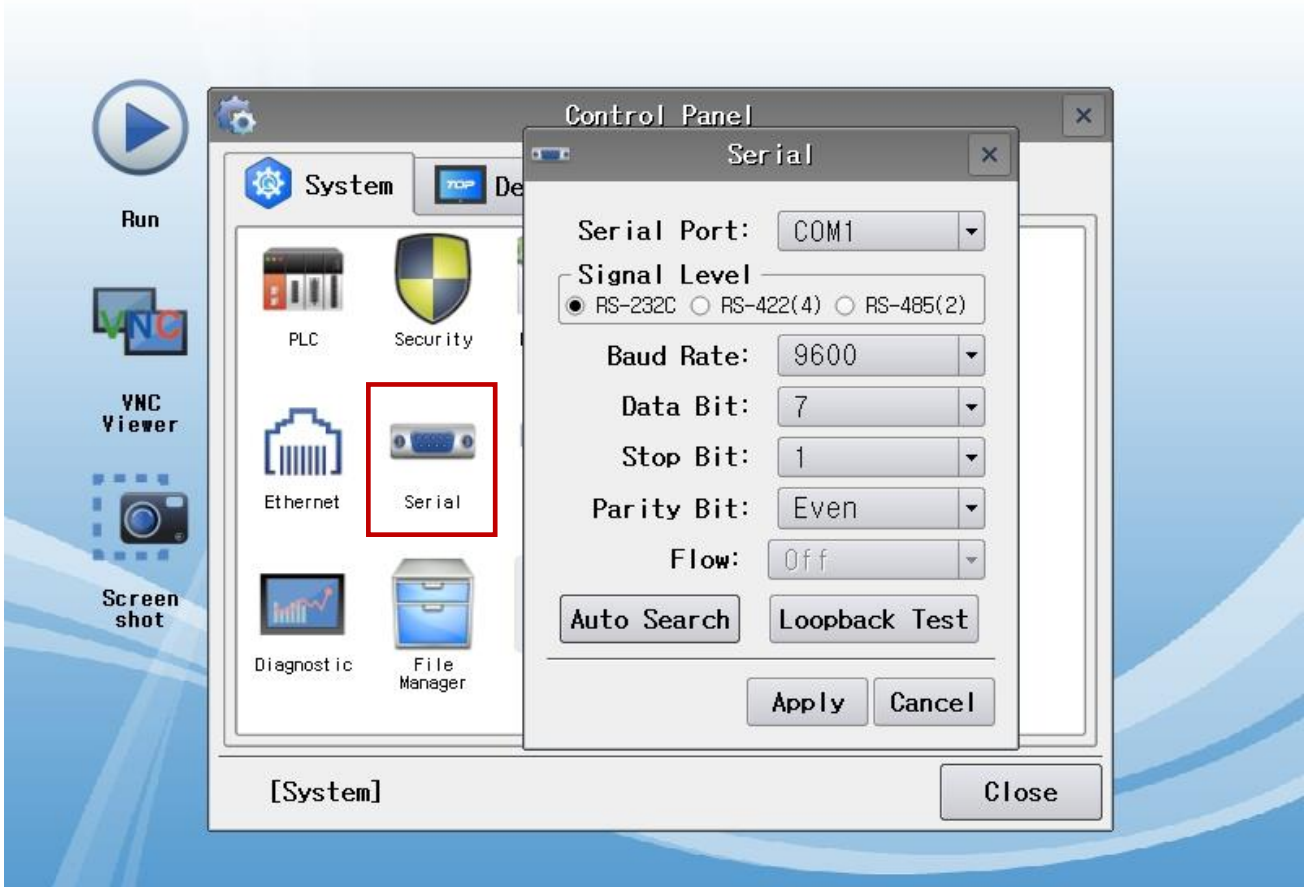 Run
VNC
VNC
Viewer
Screen
shot
Control Panel
System
TOP
De
PLC
Security
Ethernet
Serial
Diagnostic
File
Manager
[System]
Close
Serial
Serial Port: COM1
Signal Level
RS-232C RS-422(4) RS-485(2)
Baud Rate: 9600
Data Bit: 7
Stop Bit: 1
Parity Bit: Even
Flow: Off
Auto Search Loopback Test
Apply Cancel